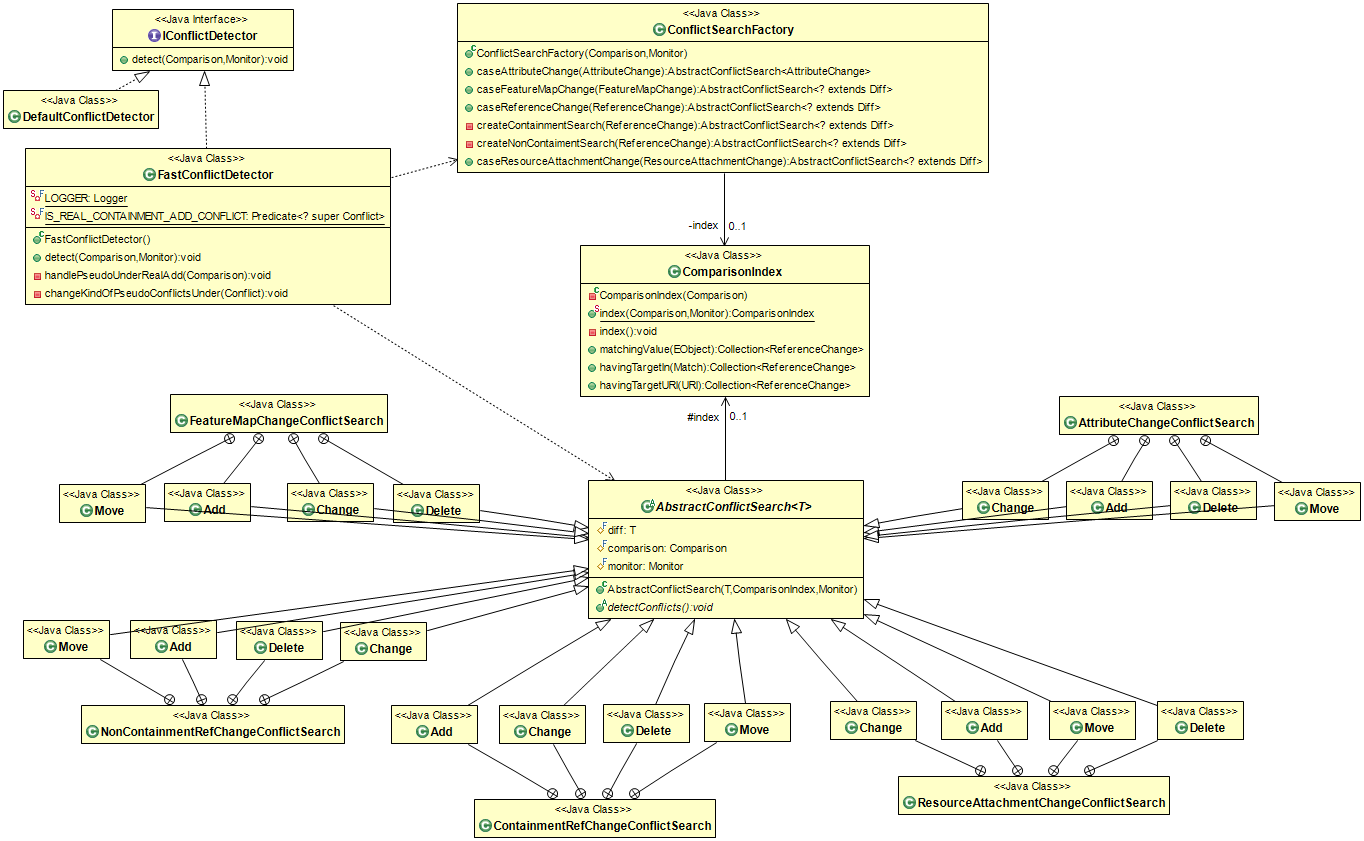 <<Java Interface>>
IConflictDetector
detect(Comparison,Monitor):void
<<Java Class>>
DefaultConflictDetector
<<Java Class>>
FastConflictDetector
LOGGER: Logger
IS_REAL_CONTAINMENT_ADD_CONFLICT: Predicate<? super Conflict>
FastConflictDetector()
detect(Comparison,Monitor):void
handlePseudoUnderRealAdd(Comparison):void
changeKindOfPseudoConflictsUnder(Conflict):void
<<Java Class>>
ConflictSearchFactory
ConflictSearchFactory(Comparison,Monitor)
caseAttributeChange(AttributeChange):AbstractConflictSearch<AttributeChange>
caseFeatureMapChange(FeatureMapChange):AbstractConflictSearch<? extends Diff>
caseReferenceChange(ReferenceChange):AbstractConflictSearch<? extends Diff>
createContainmentSearch(ReferenceChange):AbstractConflictSearch<? extends Diff>
createNonContaimentSearch(ReferenceChange):AbstractConflictSearch<? extends Diff>
caseResourceAttachmentChange(ResourceAttachmentChange):AbstractConflictSearch<? extends Diff>
-index 0..1
<<Java Class>>
ComparisonIndex
ComparisonIndex(Comparison)
index(Comparison,Monitor):ComparisonIndex
index():void
matchingValue(EObject):Collection<ReferenceChange>
havingTargetIn(Match):Collection<ReferenceChange>
havingTargetURI(URI):Collection<ReferenceChange>
#index 0..1
<<Java Class>>
FeatureMapChangeConflictSearch
<<Java Class>>
Move
<<Java Class>>
Add
<<Java Class>>
Change
<<Java Class>>
Delete
<<Java Class>>
AttributeChangeConflictSearch
<<Java Class>>
Change
<<Java Class>>
Add
<<Java Class>>
Delete
<<Java Class>>
Move
<<Java Class>>
AbstractConflictSearch<T>
diff: T
comparison: Comparison
monitor: Monitor
AbstractConflictSearch(T,ComparisonIndex,Monitor)
detectConflicts():void
<<Java Class>>
Move
<<Java Class>>
Add
<<Java Class>>
Delete
<<Java Class>>
Change
<<Java Class>>
NonContainmentRefChangeConflictSearch
<<Java Class>>
Add
<<Java Class>>
Change
<<Java Class>>
Delete
<<Java Class>>
Move
<<Java Class>>
ContainmentRefChangeConflictSearch
<<Java Class>>
Change
<<Java Class>>
Add
<<Java Class>>
Move
<<Java Class>>
Delete
<<Java Class>>
ResourceAttachmentChangeConflictSearch